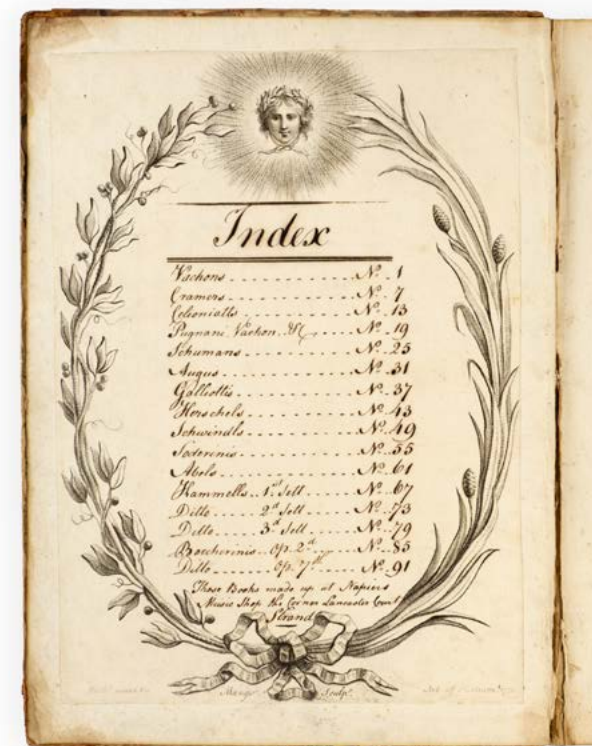 Index
Vachons No. 1
Cramers No. 7
Celioniatts No. 13
Pugnani Vachon &c No. 19
Schumans No. 25
Augus No. 31
Galliottis No. 37
Herschels No. 43
Schwindls No. 49
Soderinis No. 55
Abels No. 61
Kammells 1st Sett No. 67
Ditto 2d Sett No. 73
Ditto 3d Sett No. 79
Boccherinis Op. 2d No. 85
Ditto Op. 7th No. 91
These Books made up at Napiers
Music Shop the Corner Lancaster Court
Strand
Sculpt.